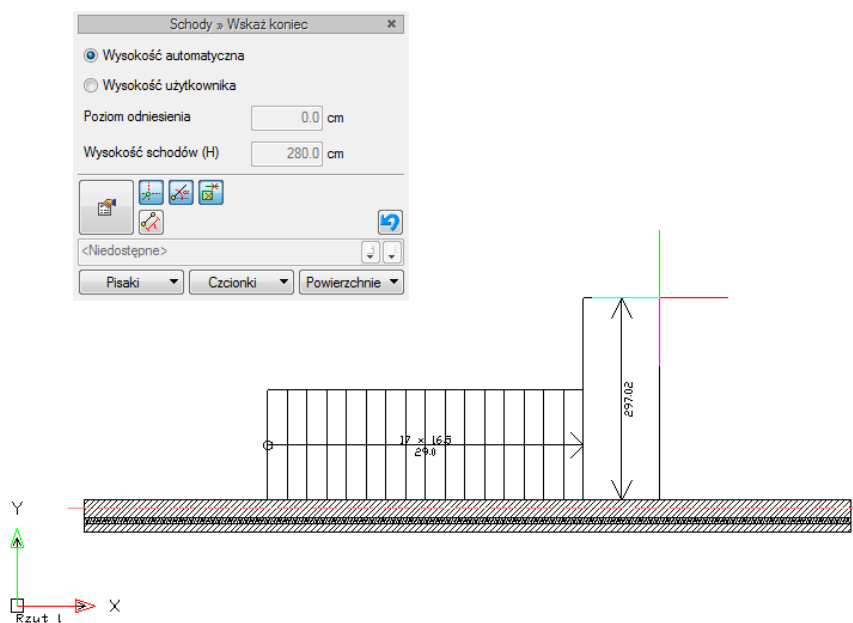 Schody » Wskaż koniec
Wysokość automatyczna
Wysokość użytkownika
Poziom odniesienia 0.0 cm
Wysokość schodów (H) 280.0 cm
<Niedostępne>
Pisaki Czcionki Powierzchnie
297.02
17 × 16.5
29.0
Y
X
Rzut 1